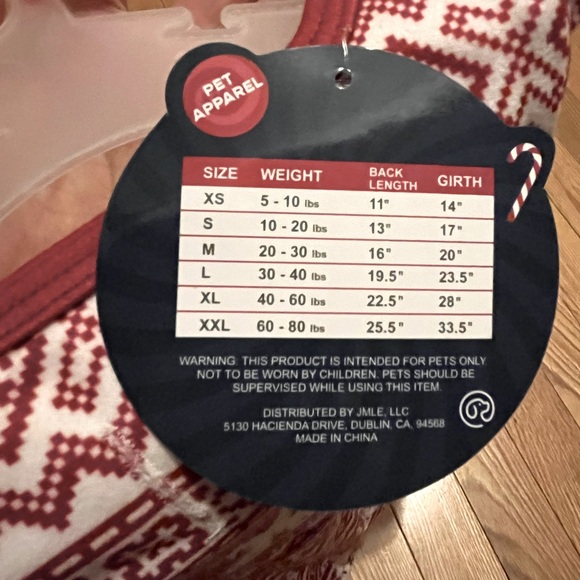 PET
APPAREL
SIZE WEIGHT BACK LENGTH GIRTH
XS 5 - 10 lbs 11" 14"
S 10 - 20 lbs 13" 17"
M 20 - 30 lbs 16" 20"
L 30 - 40 lbs 19.5" 23.5"
XL 40 - 60 lbs 22.5" 28"
XXL 60 - 80 lbs 25.5" 33.5"
WARNING: THIS PRODUCT IS INTENDED FOR PETS ONLY.
NOT TO BE WORN BY CHILDREN. PETS SHOULD BE
SUPERVISED WHILE USING THIS ITEM.
DISTRIBUTED BY JMLE, LLC
5130 HACIENDA DRIVE, DUBLIN, CA, 94568
MADE IN CHINA